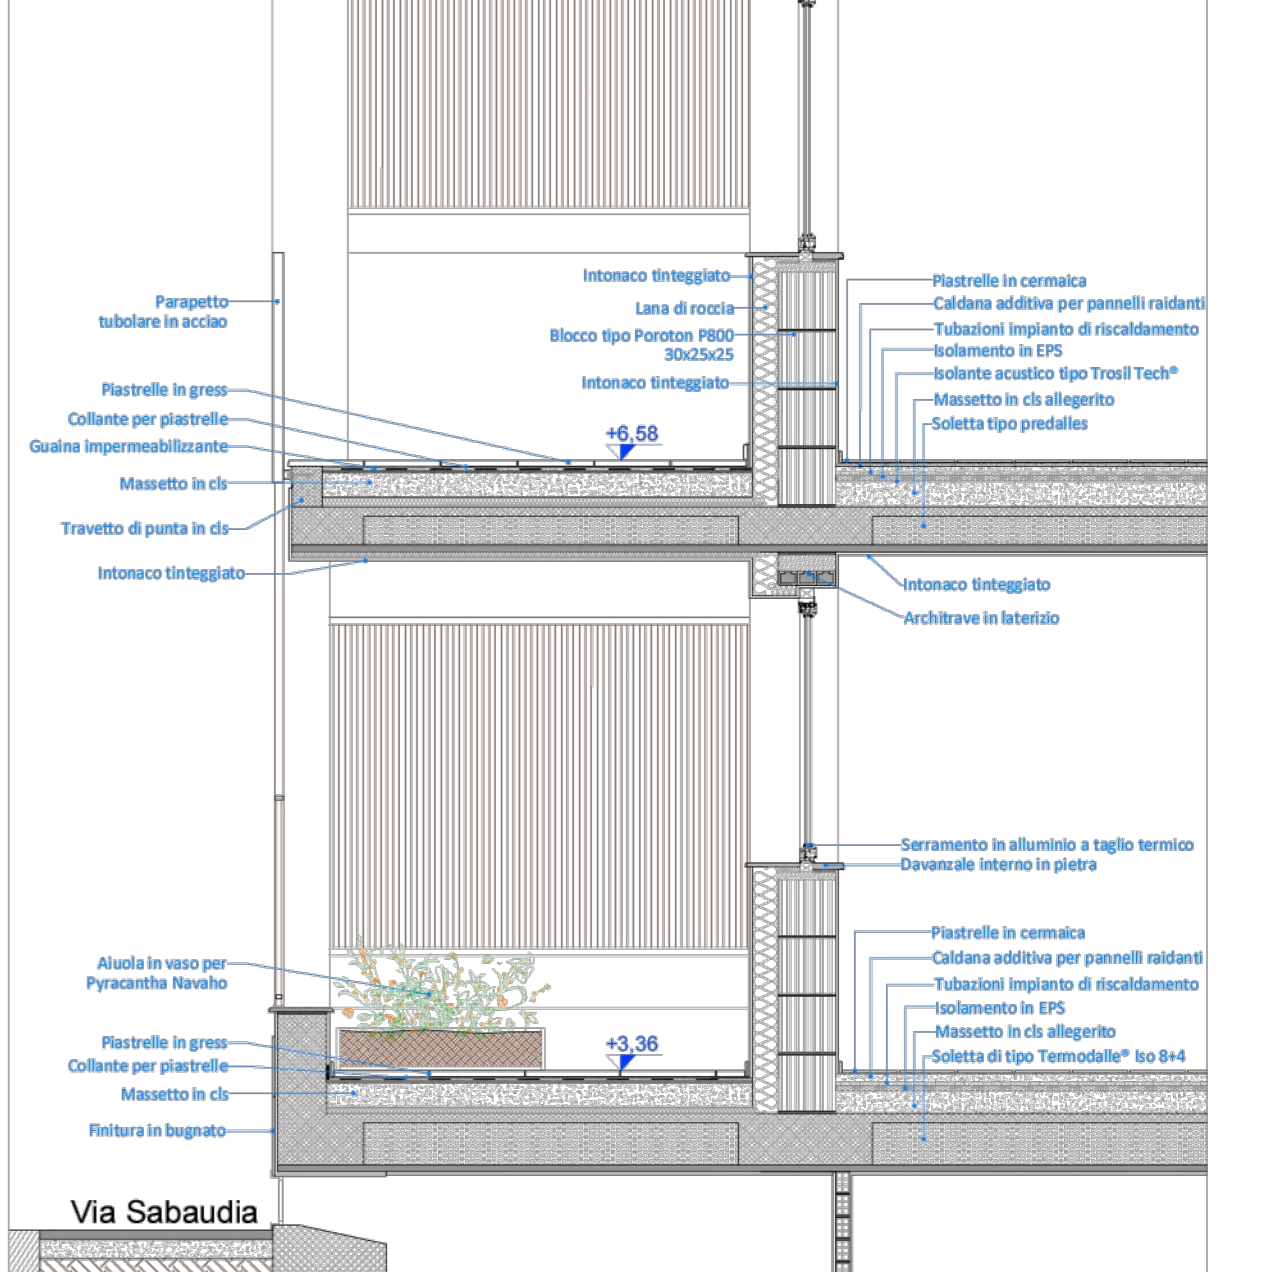 Intonaco tinteggiato
Lana di roccia
Blocco tipo Poroton P800
30x25x25
Intonaco tinteggiato
Piastrelle in cermaica
Caldana additiva per pannelli raidanti
Tubazioni impianto di riscaldamento
Isolamento in EPS
Isolante acustico tipo Trosil Tech®
Massetto in cls allegerito
Soletta tipo predalles
Parapetto
tubolare in acciao
Piastrelle in gress
Collante per piastrelle
Guaina impermeabilizzante
Massetto in cls
Travetto di punta in cls
Intonaco tinteggiato
+6,58
Intonaco tinteggiato
Architrave in laterizio
Serramento in alluminio a taglio termico
Davanzale interno in pietra
Aiuola in vaso per
Pyracantha Navaho
Piastrelle in gress
Collante per piastrelle
Massetto in cls
Finitura in bugnato
+3,36
Piastrelle in cermaica
Caldana additiva per pannelli raidanti
Tubazioni impianto di riscaldamento
Isolamento in EPS
Massetto in cls allegerito
Soletta di tipo Termodalle® Iso 8+4
Via Sabaudia